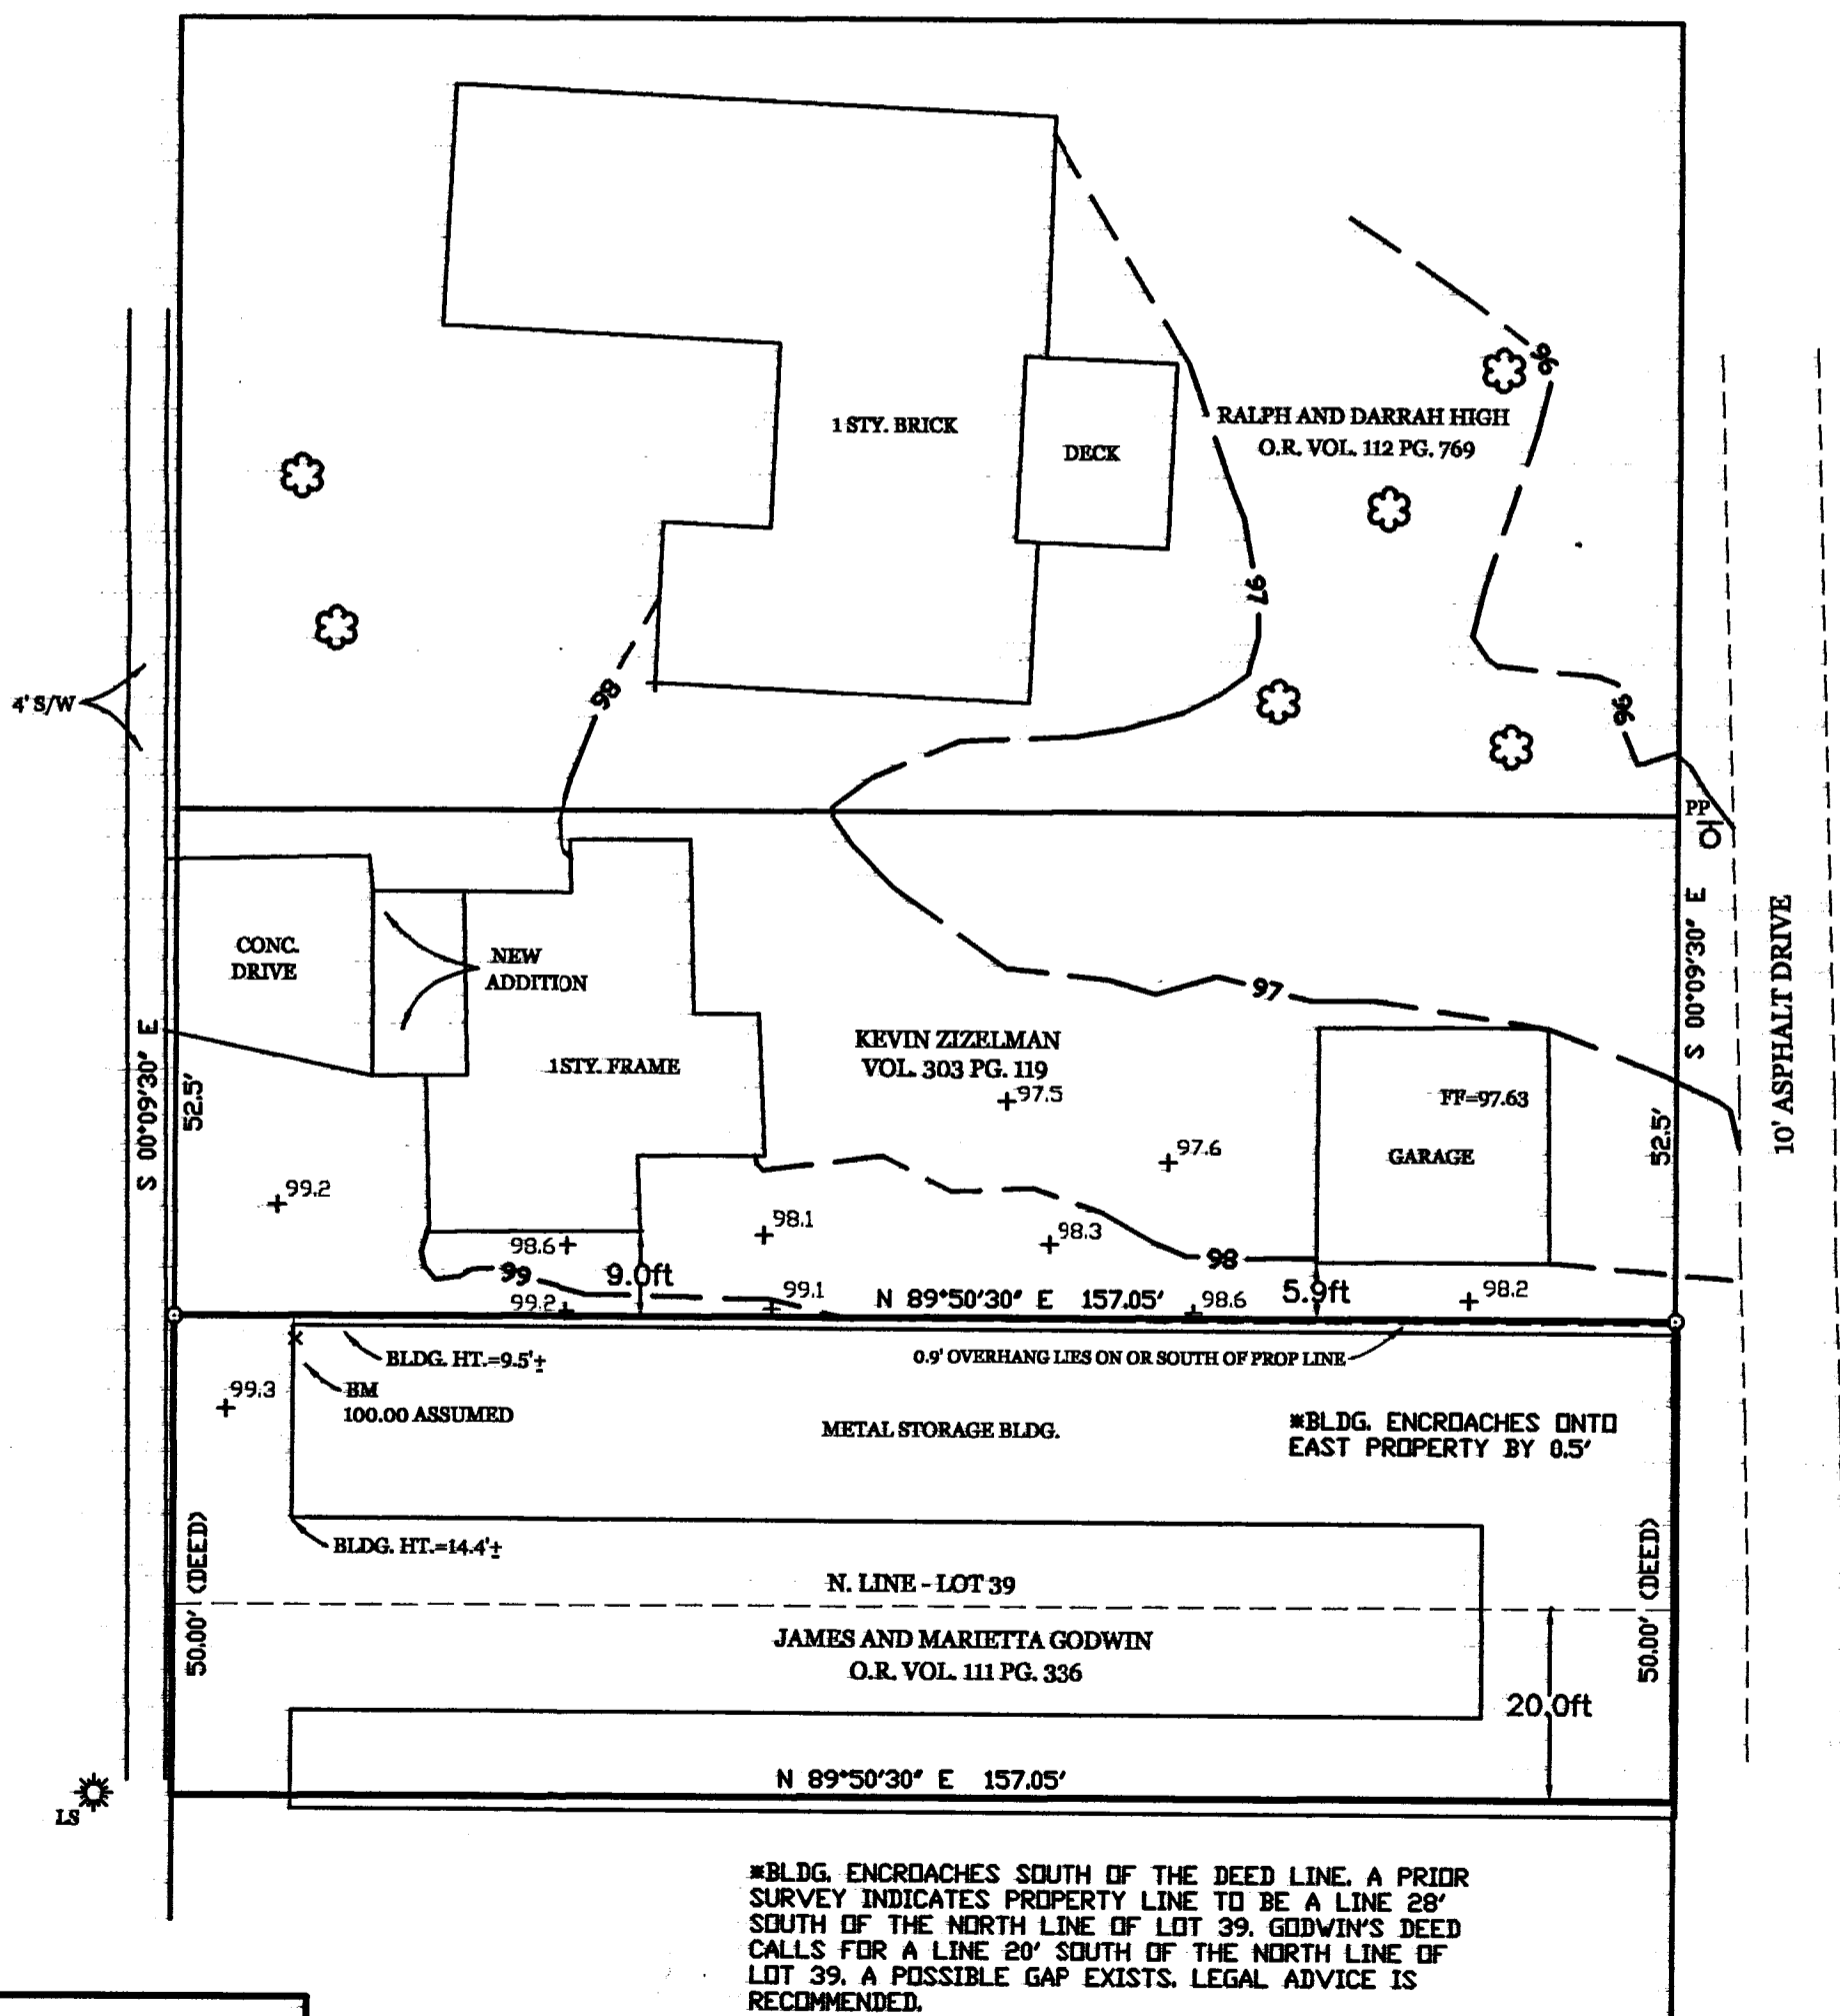 1 STY. BRICK
DECK
RALPH AND DARRAH HIGH
O.R. VOL. 112 PG. 769
96
97
4' S/W
98
96
PP
CONC.
DRIVE
NEW
ADDITION
S 00°09'30" E
10' ASPHALT DRIVE
97
KEVIN ZIZELMAN
VOL. 303 PG. 119
1 STY. FRAME
S 00°09'30" E
52.5'
97.5
FF=97.63
GARAGE
52.5'
97.6
99.2
98.1
98.3
98.6
98
99
9.0ft
99.2
99.1
N 89°50'30" E 157.05'
98.6
5.9ft
98.2
BLDG. HT.=9.5'±
0.9' OVERHANG LIES ON OR SOUTH OF PROP LINE
99.3
BM
100.00 ASSUMED
METAL STORAGE BLDG.
*BLDG. ENCROACHES ONTO
EAST PROPERTY BY 0.5'
BLDG. HT.=14.4'±
50.00' (DEED)
50.00' (DEED)
N. LINE - LOT 39
JAMES AND MARIETTA GODWIN
O.R. VOL. 111 PG. 336
20.0ft
N 89°50'30" E 157.05'
LS
*BLDG. ENCROACHES SOUTH OF THE DEED LINE. A PRIOR
SURVEY INDICATES PROPERTY LINE TO BE A LINE 28'
SOUTH OF THE NORTH LINE OF LOT 39. GODWIN'S DEED
CALLS FOR A LINE 20' SOUTH OF THE NORTH LINE OF
LOT 39. A POSSIBLE GAP EXISTS. LEGAL ADVICE IS
RECOMMENDED.